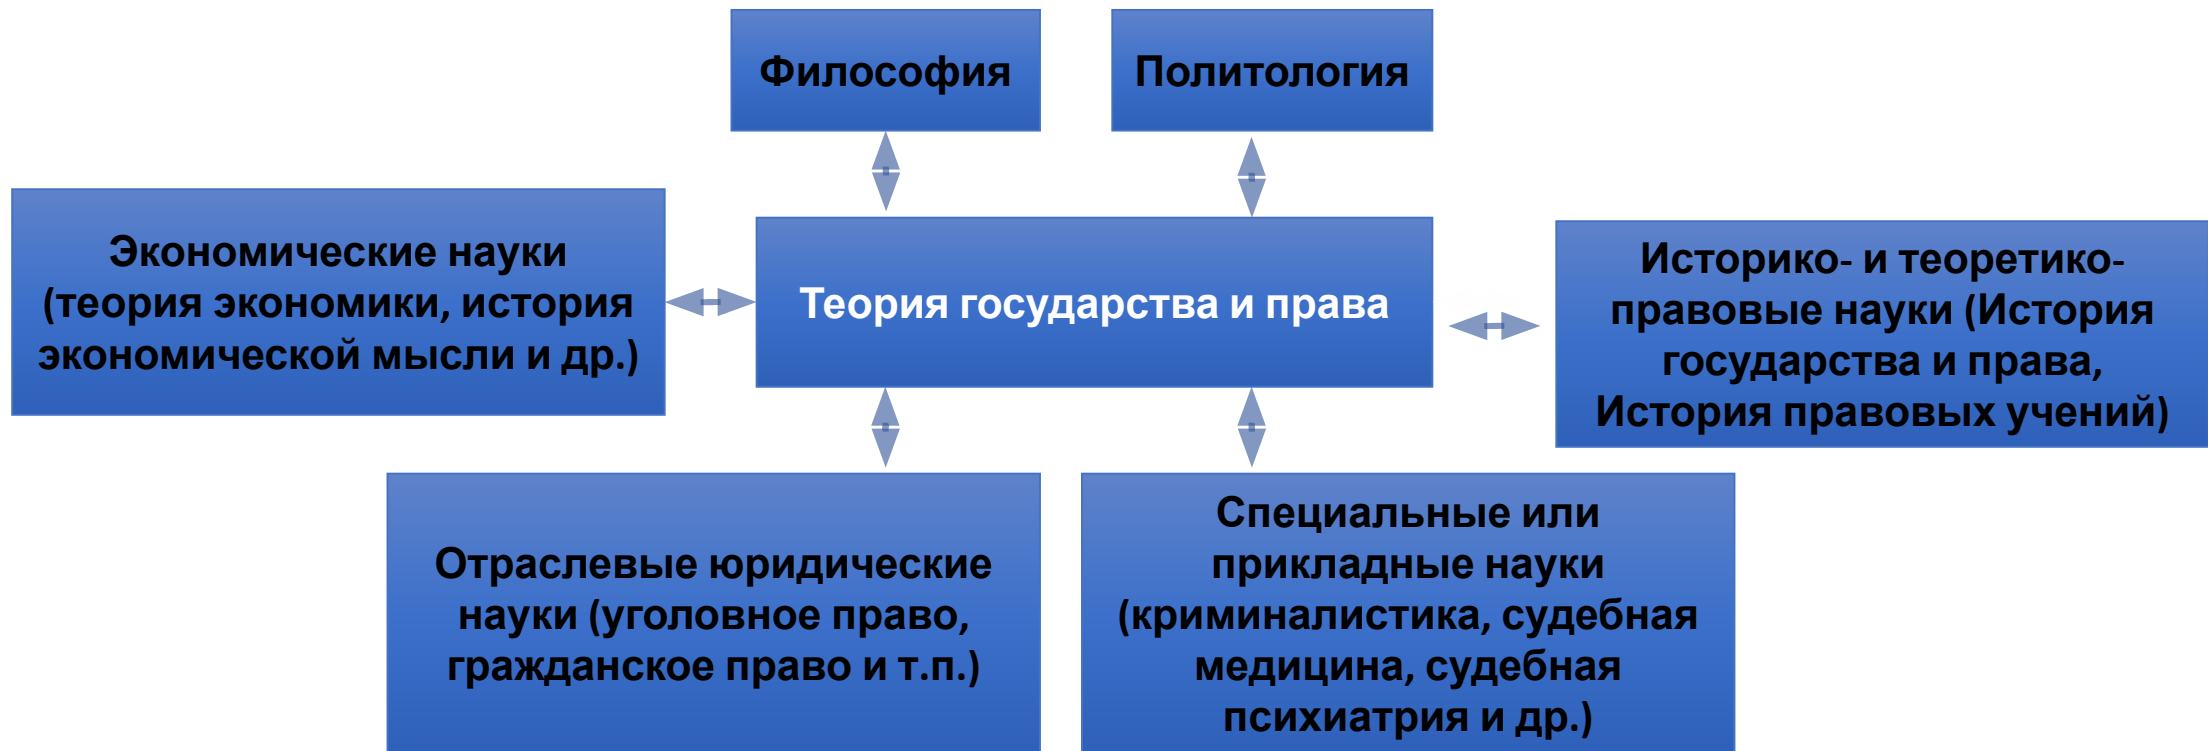 Философия
Политология
Экономические науки
(теория экономики, история
экономической мысли и др.)
Теория государства и права
Историко- и теоретико-
правовые науки (История
государства и права,
История правовых учений)
Отраслевые юридические
науки (уголовное право,
гражданское право и т.п.)
Специальные или
прикладные науки
(криминалистика, судебная
медицина, судебная
психиатрия и др.)